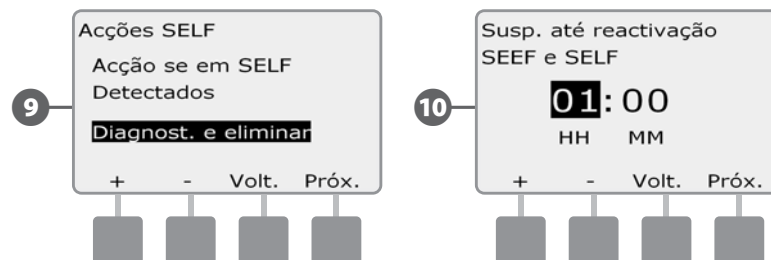 Acções SELF
Acção se em SELF
Detectados
Diagnost. e eliminar
9
+ - Volt. Próx.
Susp. até reactivação
SEEF e SELF
01:00
HH MM
10
+ - Volt. Próx.